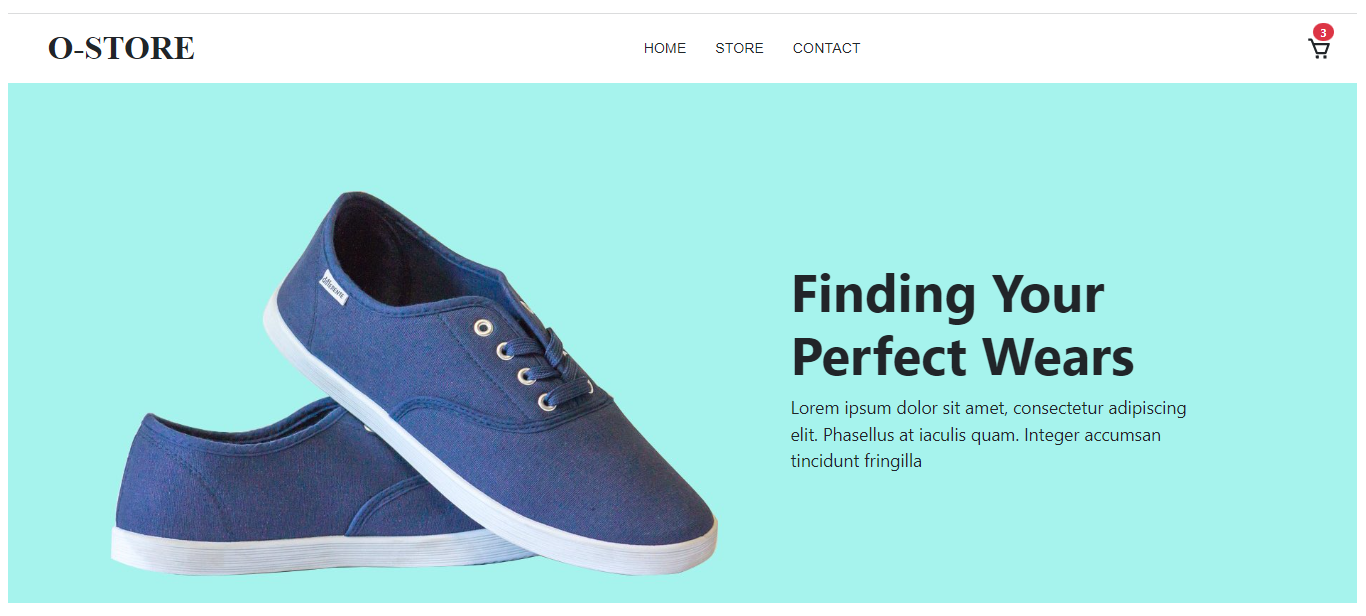 O-STORE
HOME STORE CONTACT
3
Finding Your
Perfect Wears
Lorem ipsum dolor sit amet, consectetur adipiscing
elit. Phasellus at iaculis quam. Integer accumsan
tincidunt fringilla